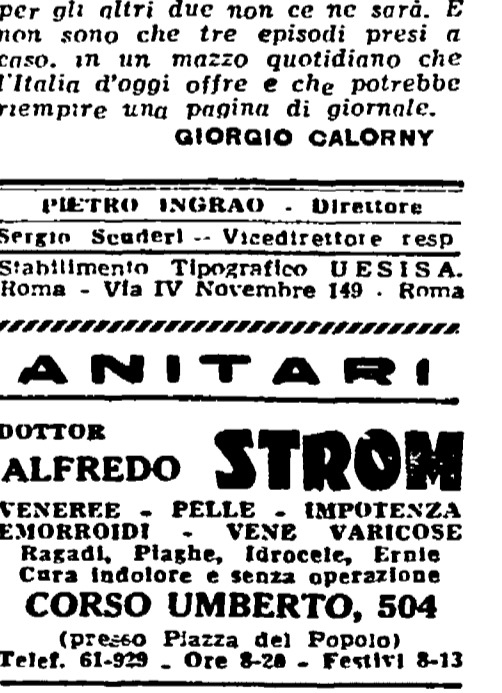 per gli altri due non ce ne sarà. E
non sono che tre episodi presi a
caso. in un mazzo quotidiano che
l'Italia d'oggi offre e che potrebbe
riempire una pagina di giornale.
GIORGIO CALORNY
PIETRO INGRAO - Direttore
Sergio Scuderi -- Vicedirettore resp
Stabilimento Tipografico UESISA.
Roma - Via IV Novembre 149 . Roma
ANITARI
DOTTOR
ALFREDO STROM
VENEREE - PELLE - IMPOTENZA
EMORROIDI - VENE VARICOSE
Ragadi, Piaghe, Idrocele, Ernie
Cura indolore e senza operazione
CORSO UMBERTO, 504
(presso Piazza del Popolo)
Telef. 61-929 - Ore 8-20 - Festivi 8-13